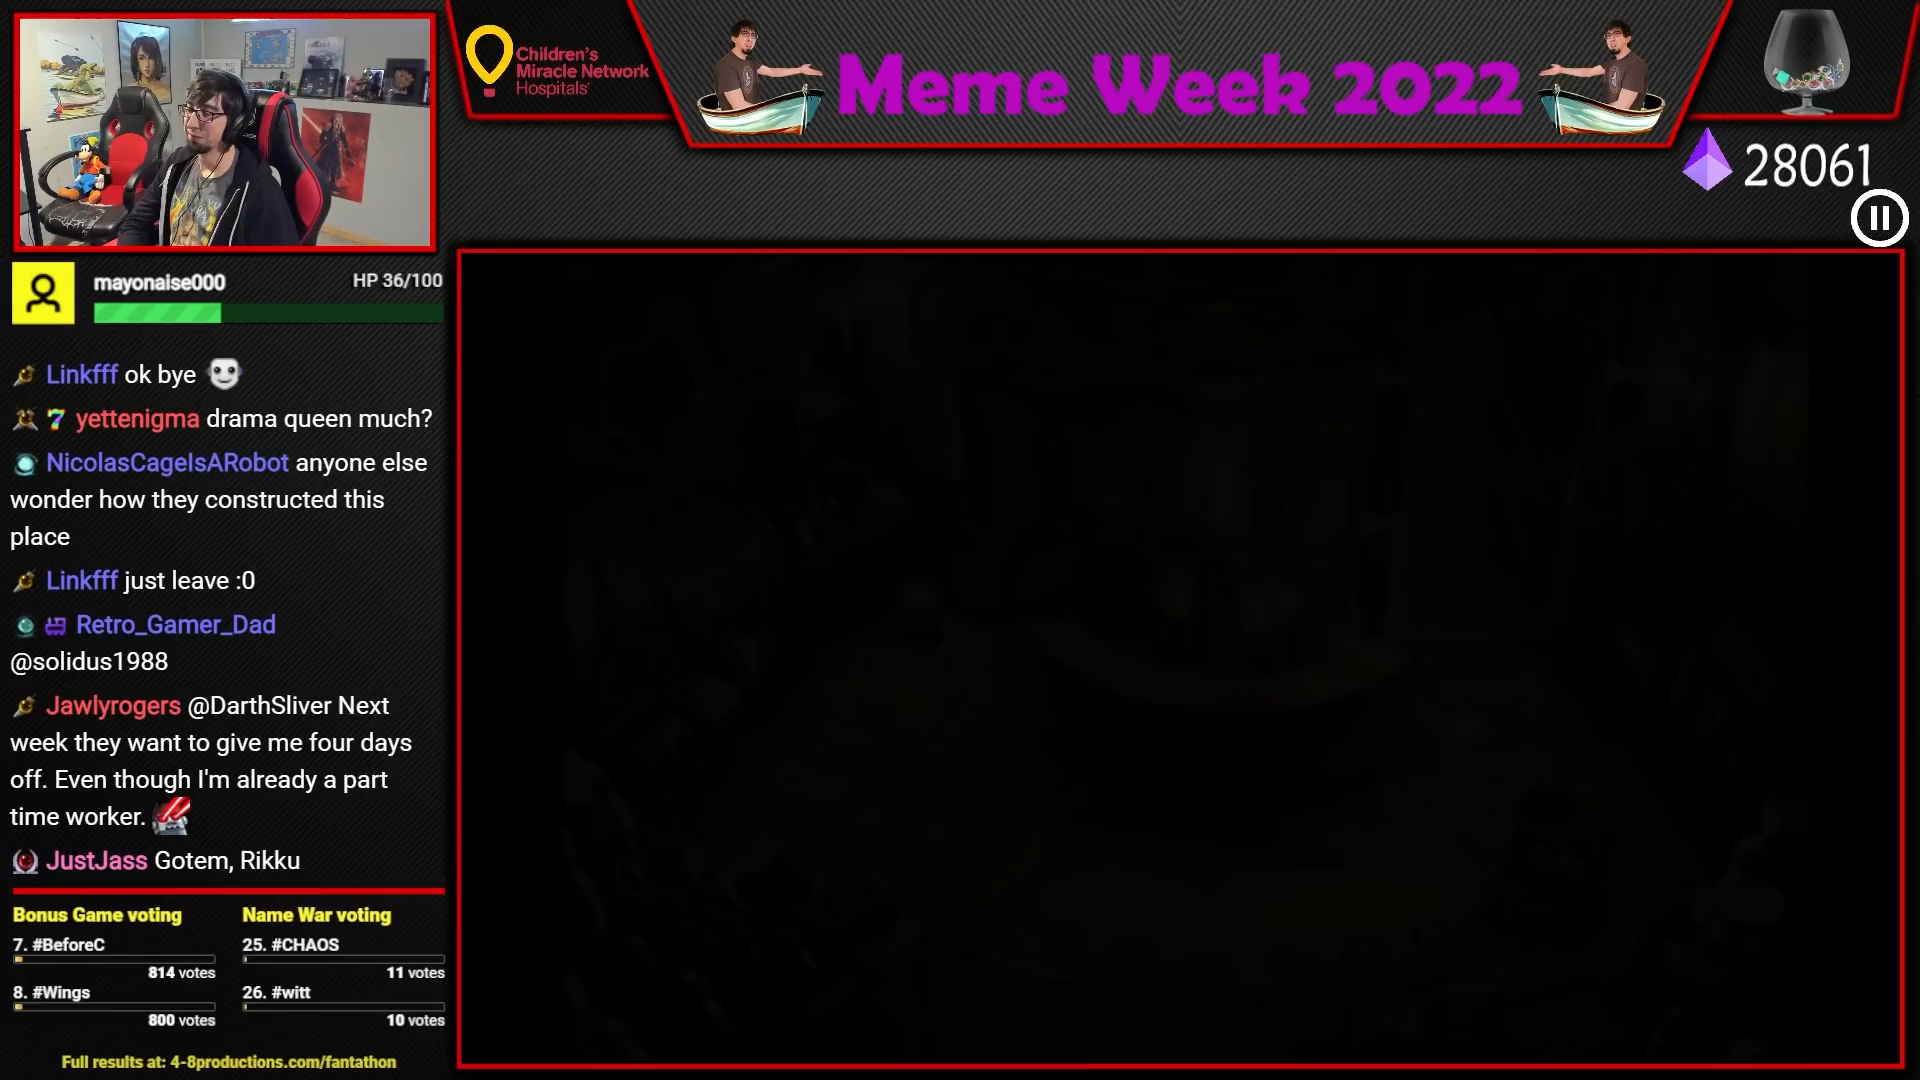 Children's
Miracle Network
Hospitals
Meme Week 2022
28061
mayonaise000
HP 36/100
Linkfff ok bye
yettenigma drama queen much?
NicolasCageIsARobot anyone else
wonder how they constructed this
place
Linkfff just leave :0
Retro_Gamer_Dad
@solidus1988
Jawlyrogers @DarthSliver Next
week they want to give me four days
off. Even though I'm already a part
time worker.
JustJass Gotem, Rikku
Bonus Game voting
7. #BeforeC
814 votes
8. #Wings
800 votes
Name War voting
25. #CHAOS
11 votes
26. #witt
10 votes
Full results at: 4-8productions.com/fantathon